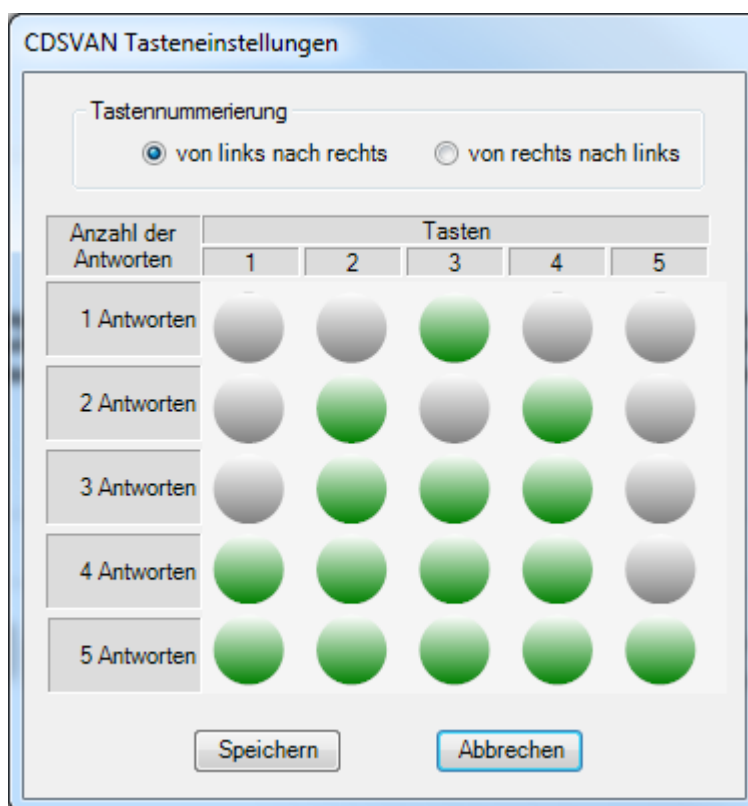 CDSVAN Tasteneinstellungen
Tastennummerierung
von links nach rechts von rechts nach links
Anzahl der
Antworten
Tasten
1 2 3 4 5
1 Antworten
2 Antworten
3 Antworten
4 Antworten
5 Antworten
Speichern Abbrechen